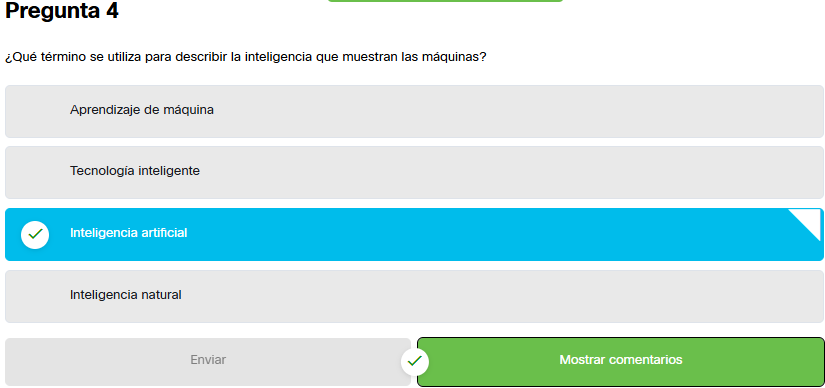 Pregunta 4
¿Qué término se utiliza para describir la inteligencia que muestran las máquinas?
Aprendizaje de máquina
Tecnología inteligente
Inteligencia artificial
Inteligencia natural
Enviar
Mostrar comentarios